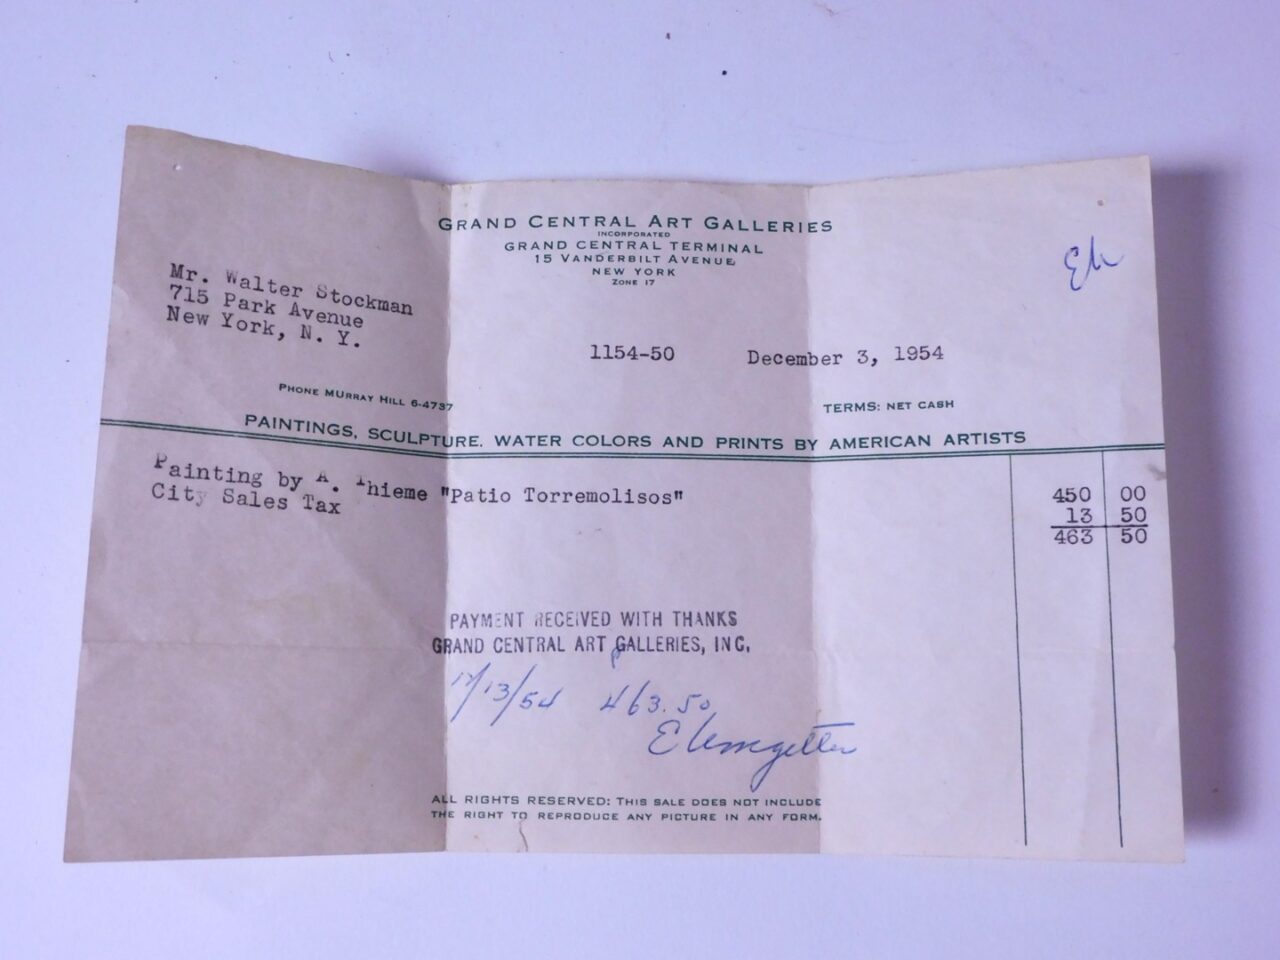 GRAND CENTRAL ART GALLERIES
INCORPORATED
GRAND CENTRAL TERMINAL
15 VANDERBILT AVENUE
NEW YORK
ZONE 17
Eh
Mr. Walter Stockman
715 Park Avenue
New York, N. Y.
1154-50 December 3, 1954
PHONE MURRAY HILL 6-4737
TERMS: NET CASH
PAINTINGS, SCULPTURE, WATER COLORS AND PRINTS BY AMERICAN ARTISTS
Painting by A. Thieme "Patio Torremolisos" 450 00
City Sales Tax 13 50
463 50
PAYMENT RECEIVED WITH THANKS
GRAND CENTRAL ART GALLERIES, INC.
12/13/54 463.50
ALL RIGHTS RESERVED: THIS SALE DOES NOT INCLUDE
THE RIGHT TO REPRODUCE ANY PICTURE IN ANY FORM.